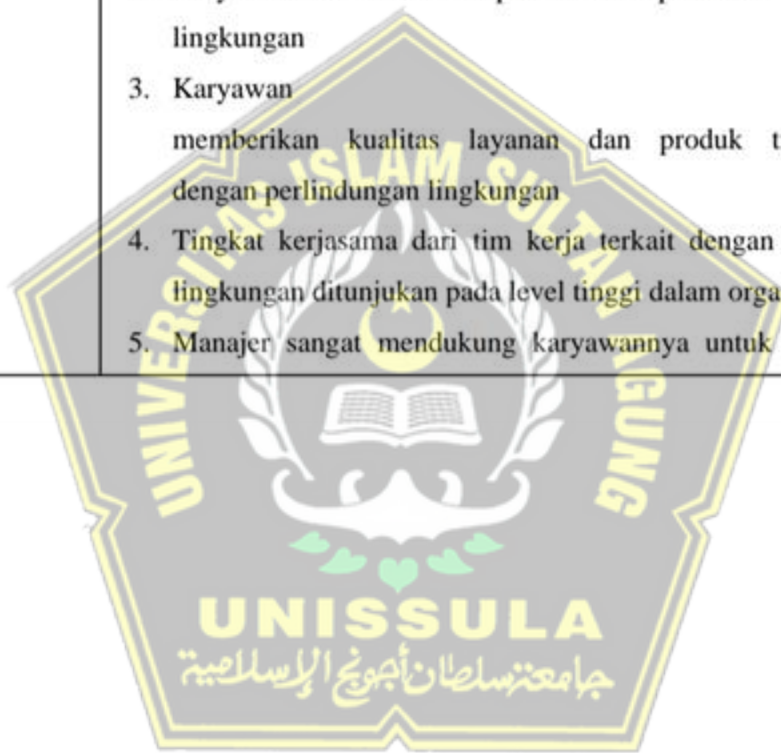 lingkungan
3. Karyawan
memberikan kualitas layanan dan produk
dengan perlindungan lingkungan
4. Tingkat kerjasama dari tim kerja terkait dengan
lingkungan ditunjukan pada level tinggi dalam
5. Manajer sangat mendukung karyawannya untuk
UNIVERSITAS ISLAM SULTAN AGUNG
UNISSULA
جامعة سلطان أجونج الإسلامية